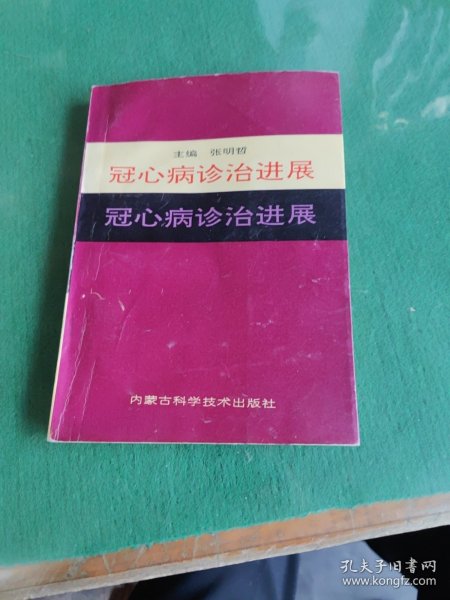 主编 张明哲
冠心病诊治进展
冠心病诊治进展
内蒙古科学技术出版社
孔夫子旧书网
www.kongfz.com